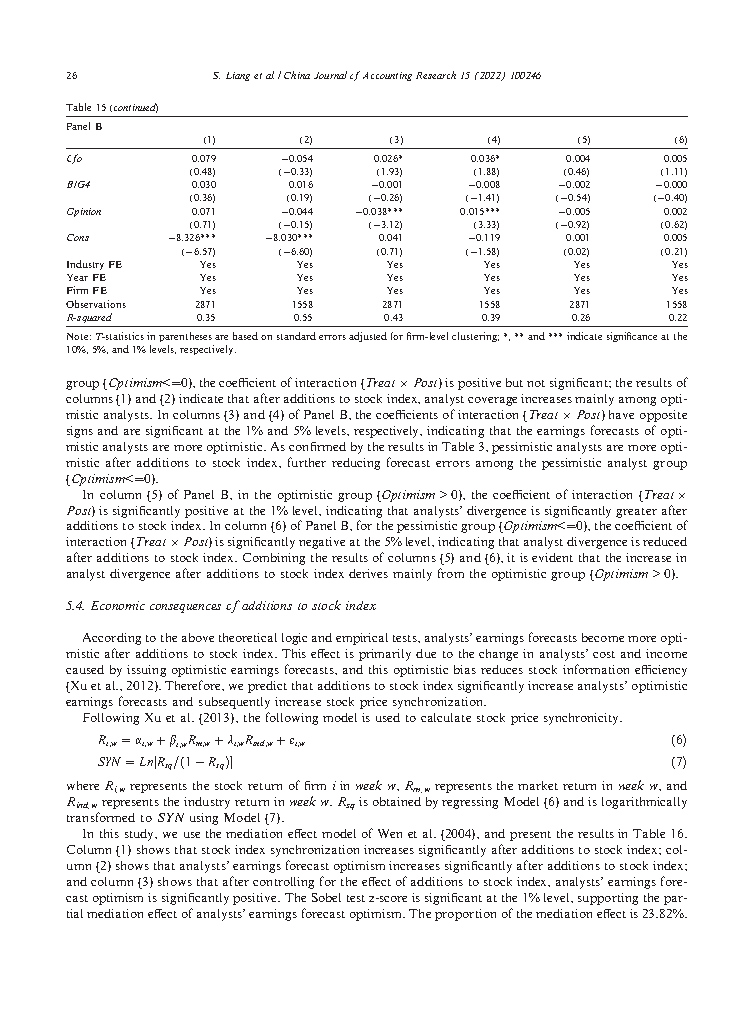 26 S. Liang et al. / China Journal of Accounting Research 15 (2022) 100246
Table 15 (continued)
Panel B
(1) (2) (3) (4) (5) (6)
Cfo 0.079 −0.054 0.026* 0.036* 0.004 0.005
(0.48) (−0.33) (1.93) (1.88) (0.46) (1.11)
BIG4 0.030 0.016 −0.001 −0.008 −0.002 −0.000
(0.36) (0.19) (−0.26) (−1.41) (−0.54) (−0.40)
Opinion 0.071 −0.044 −0.038*** 0.015*** −0.005 0.002
(0.71) (−0.15) (−3.12) (3.33) (−0.92) (0.62)
Cons −8.326*** −8.030*** 0.041 −0.119 0.001 0.005
(−6.57) (−6.60) (0.71) (−1.58) (0.02) (0.21)
Industry FE Yes Yes Yes Yes Yes Yes
Year FE Yes Yes Yes Yes Yes Yes
Firm FE Yes Yes Yes Yes Yes Yes
Observations 2871 1558 2871 1558 2871 1558
R-squared 0.35 0.55 0.43 0.39 0.26 0.22
Note: T-statistics in parentheses are based on standard errors adjusted for firm-level clustering; *, ** and *** indicate significance at the
10%, 5%, and 1% levels, respectively.
group (Optimism<=0), the coefficient of interaction (Treat × Post) is positive but not significant; the results of
columns (1) and (2) indicate that after additions to stock index, analyst coverage increases mainly among opti-
mistic analysts. In columns (3) and (4) of Panel B, the coefficients of interaction (Treat × Post) have opposite
signs and are significant at the 1% and 5% levels, respectively, indicating that the earnings forecasts of opti-
mistic analysts are more optimistic. As confirmed by the results in Table 3, pessimistic analysts are more opti-
mistic after additions to stock index, further reducing forecast errors among the pessimistic analyst group
(Optimism<=0).
In column (5) of Panel B, in the optimistic group (Optimism > 0), the coefficient of interaction (Treat ×
Post) is significantly positive at the 1% level, indicating that analysts’ divergence is significantly greater after
additions to stock index. In column (6) of Panel B, for the pessimistic group (Optimism<=0), the coefficient of
interaction (Treat × Post) is significantly negative at the 5% level, indicating that analyst divergence is reduced
after additions to stock index. Combining the results of columns (5) and (6), it is evident that the increase in
analyst divergence after additions to stock index derives mainly from the optimistic group (Optimism > 0).
5.4. Economic consequences of additions to stock index
According to the above theoretical logic and empirical tests, analysts’ earnings forecasts become more opti-
mistic after additions to stock index. This effect is primarily due to the change in analysts’ cost and income
caused by issuing optimistic earnings forecasts, and this optimistic bias reduces stock information efficiency
(Xu et al., 2012). Therefore, we predict that additions to stock index significantly increase analysts’ optimistic
earnings forecasts and subsequently increase stock price synchronization.
Following Xu et al. (2013), the following model is used to calculate stock price synchronicity.
R_{i,w} = α_{i,w} + β_{i,w}R_{m,w} + λ_{i,w}R_{ind,w} + ε_{i,w} (6)
SYN = Ln[R_{sq}/(1 − R_{sq})] (7)
where R_{i,w} represents the stock return of firm i in week w, R_{m,w} represents the market return in week w, and
R_{ind,w} represents the industry return in week w. R_{sq} is obtained by regressing Model (6) and is logarithmically
transformed to SYN using Model (7).
In this study, we use the mediation effect model of Wen et al. (2004), and present the results in Table 16.
Column (1) shows that stock index synchronization increases significantly after additions to stock index; col-
umn (2) shows that analysts’ earnings forecast optimism increases significantly after additions to stock index;
and column (3) shows that after controlling for the effect of additions to stock index, analysts’ earnings fore-
cast optimism is significantly positive. The Sobel test z-score is significant at the 1% level, supporting the par-
tial mediation effect of analysts’ earnings forecast optimism. The proportion of the mediation effect is 23.82%.